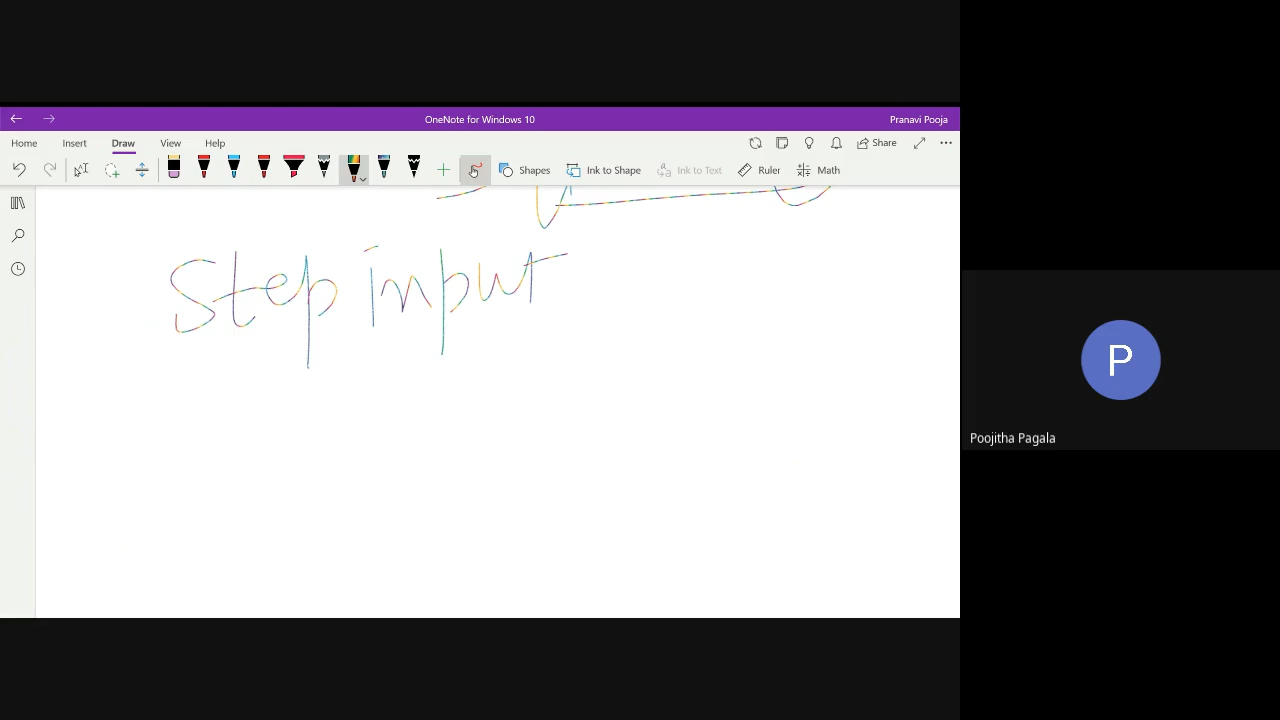 OneNote for Windows 10
Pranavi Pooja
Home Insert Draw View Help
Share
Shapes Ink to Shape Ink to Text Ruler Math
Step input
P
Poojitha Pagala